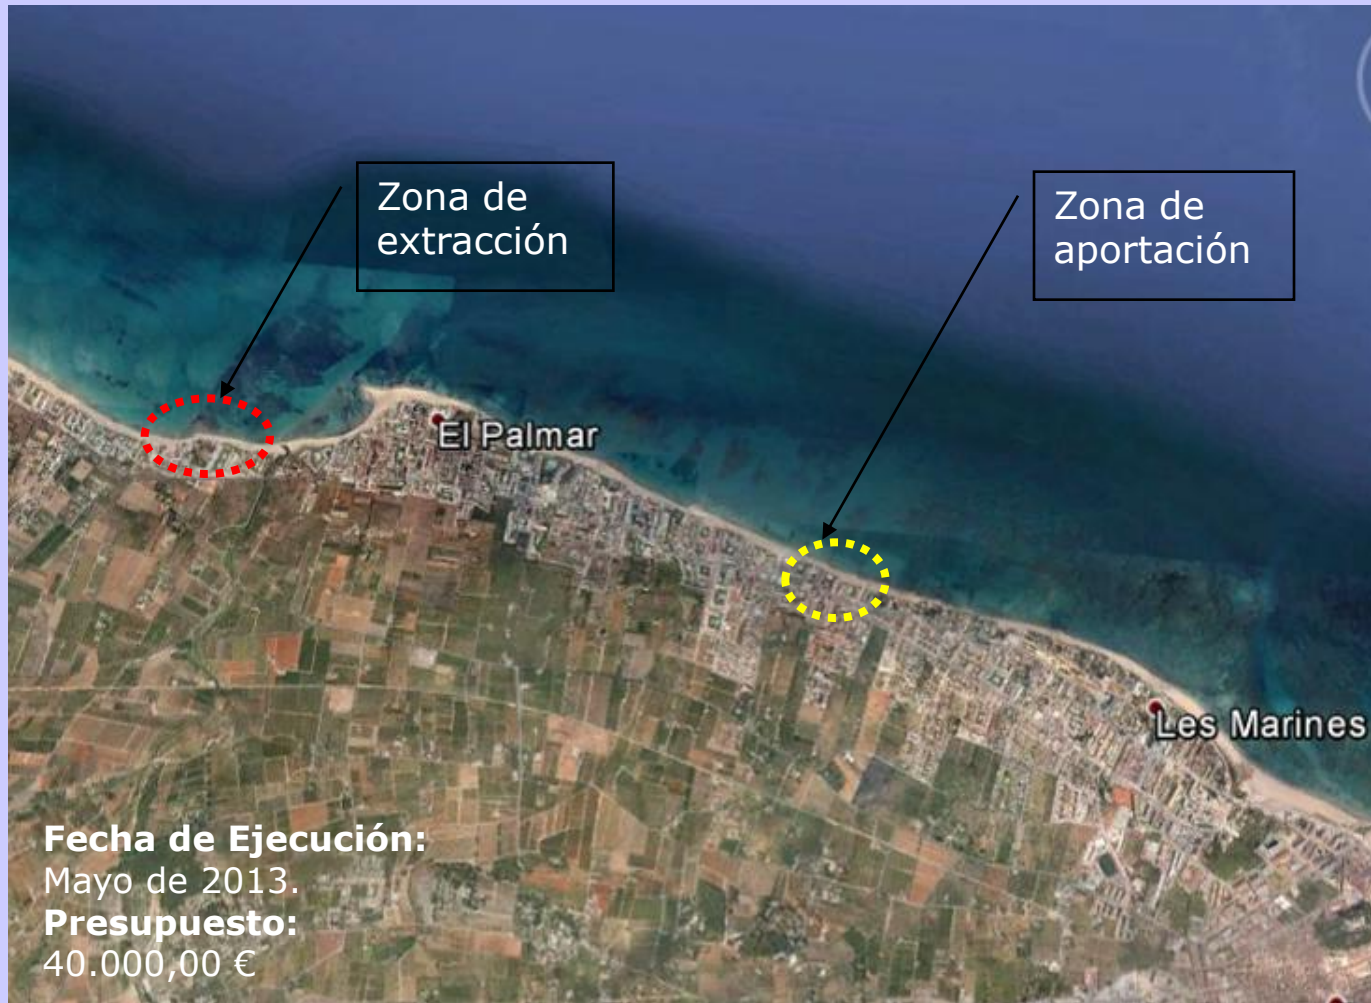 Zona de
extracción
Zona de
aportación
El Palmar
Les Marines
Fecha de Ejecución:
Mayo de 2013.
Presupuesto:
40.000,00 €